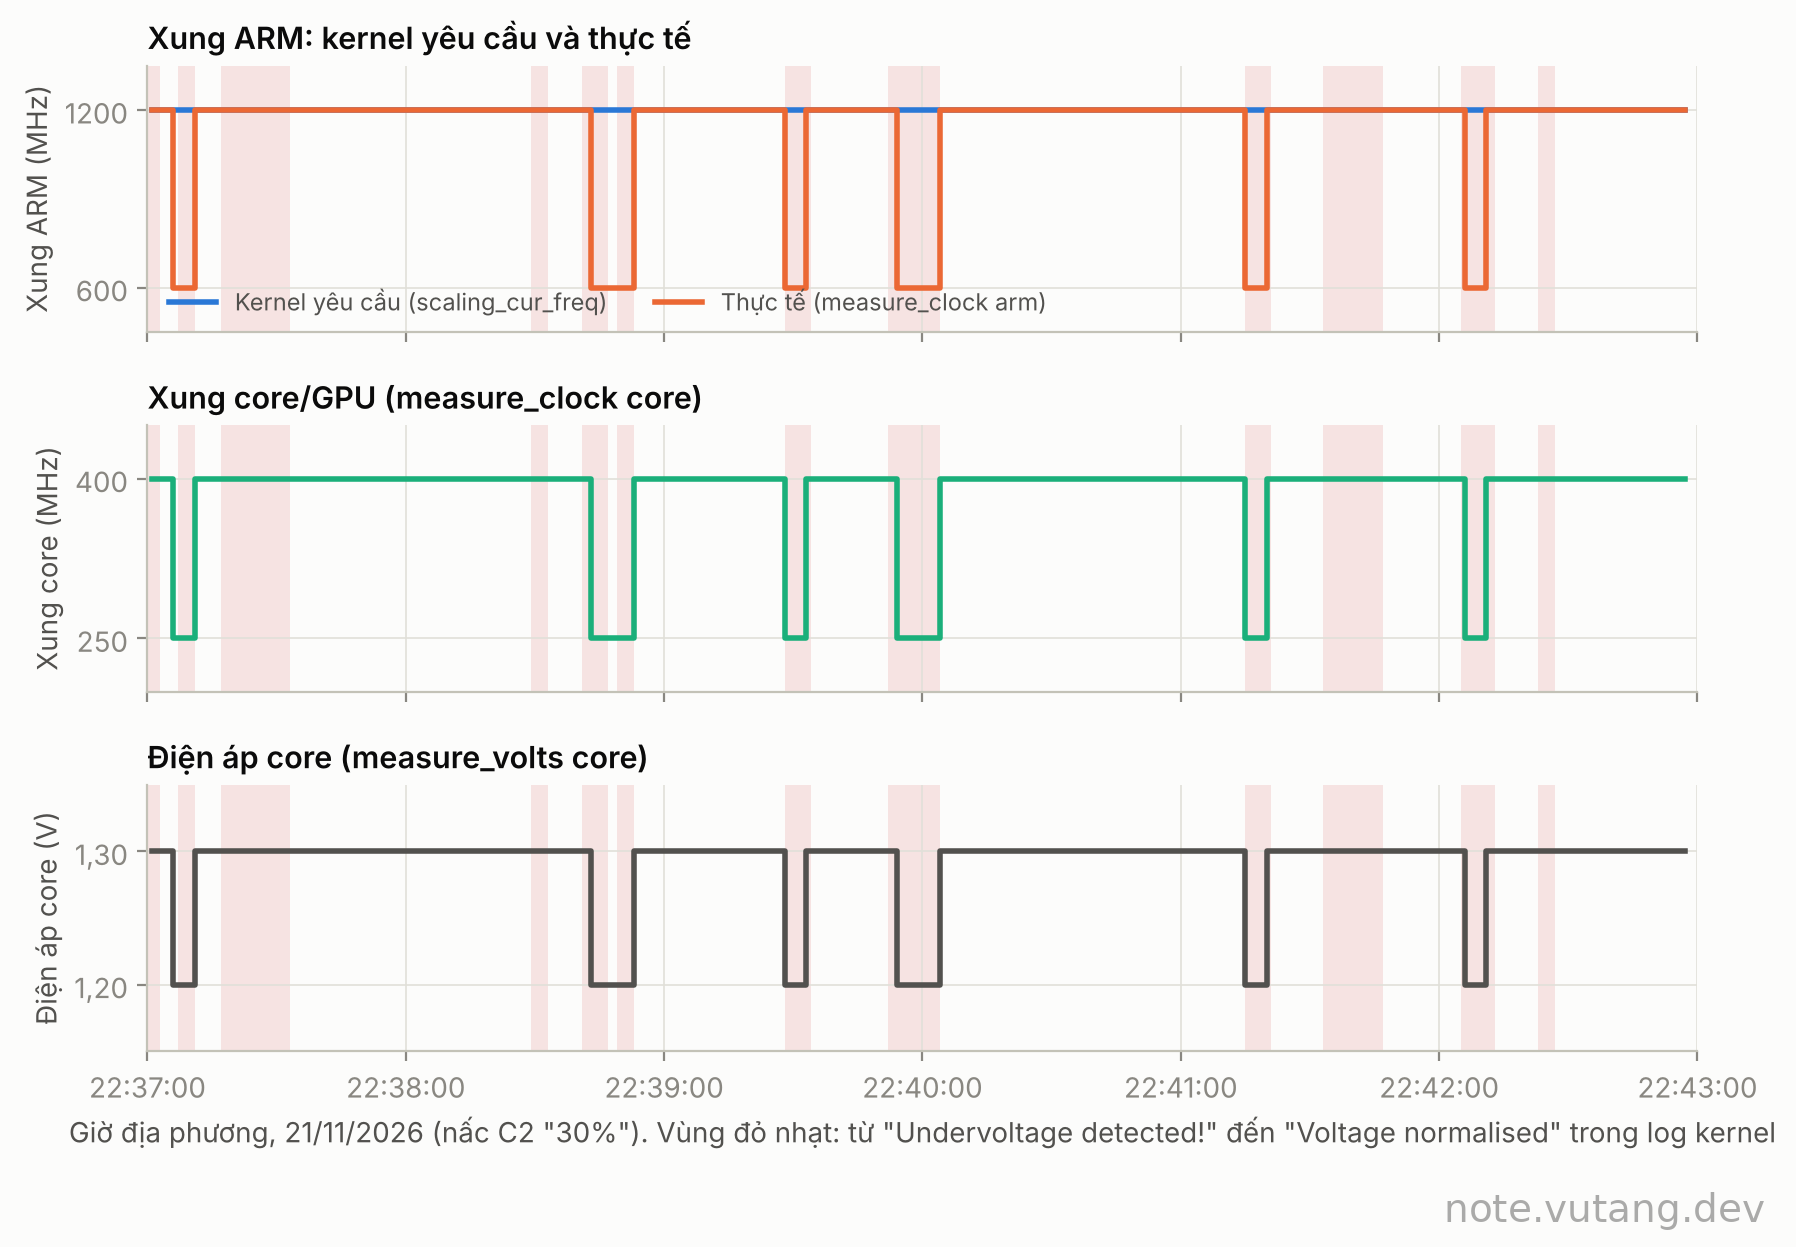 Xung ARM: kernel yêu cầu và thực tế
Xung ARM (MHz)
1200
600
Kernel yêu cầu (scaling_cur_freq)
Thực tế (measure_clock arm)
Xung core/GPU (measure_clock core)
Xung core (MHz)
400
250
Điện áp core (measure_volts core)
Điện áp core (V)
1,30
1,20
22:37:00 22:38:00 22:39:00 22:40:00 22:41:00 22:42:00 22:43:00
Giờ địa phương, 21/11/2026 (nấc C2 "30%"). Vùng đỏ nhạt: từ "Undervoltage detected!" đến "Voltage normalised" trong log kernel
note.vutang.dev